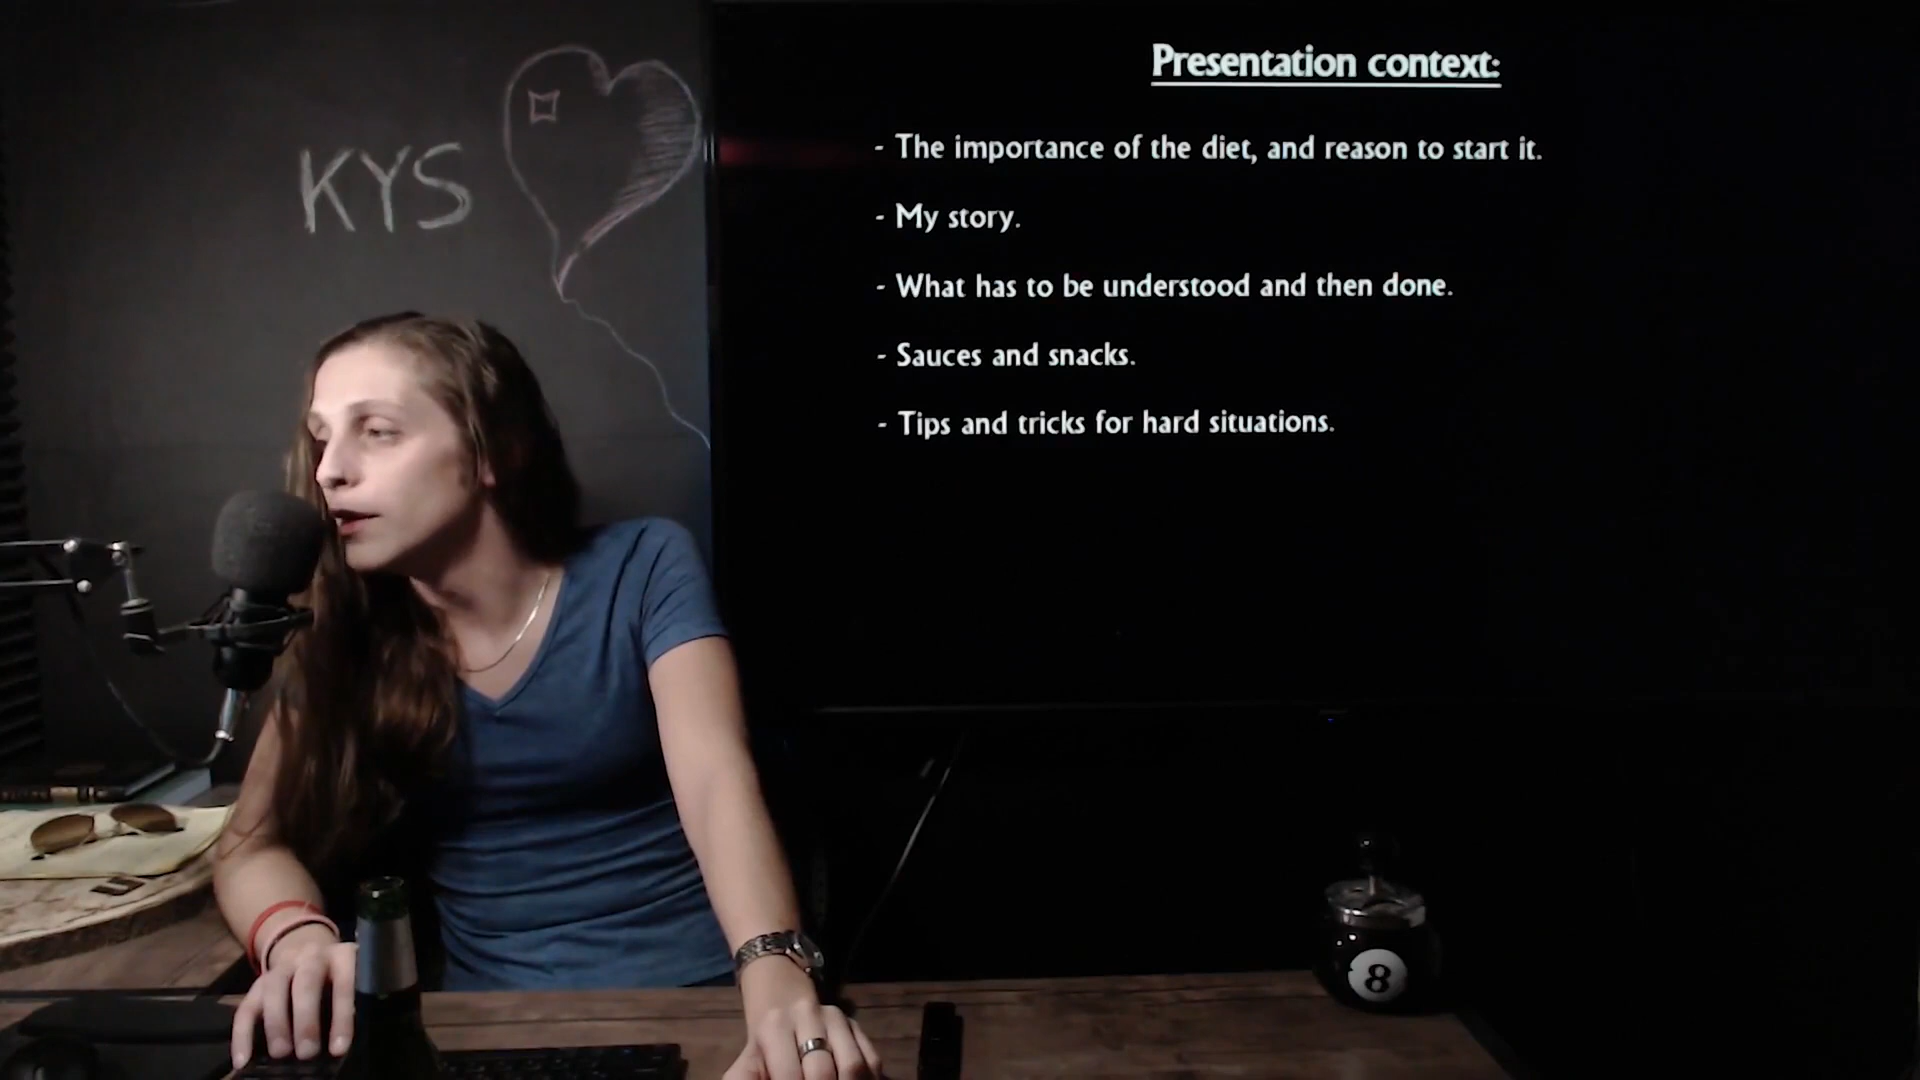 KYS
Presentation context:
- The importance of the diet, and reason to start it.
- My story.
- What has to be understood and then done.
- Sauces and snacks.
- Tips and tricks for hard situations.
8